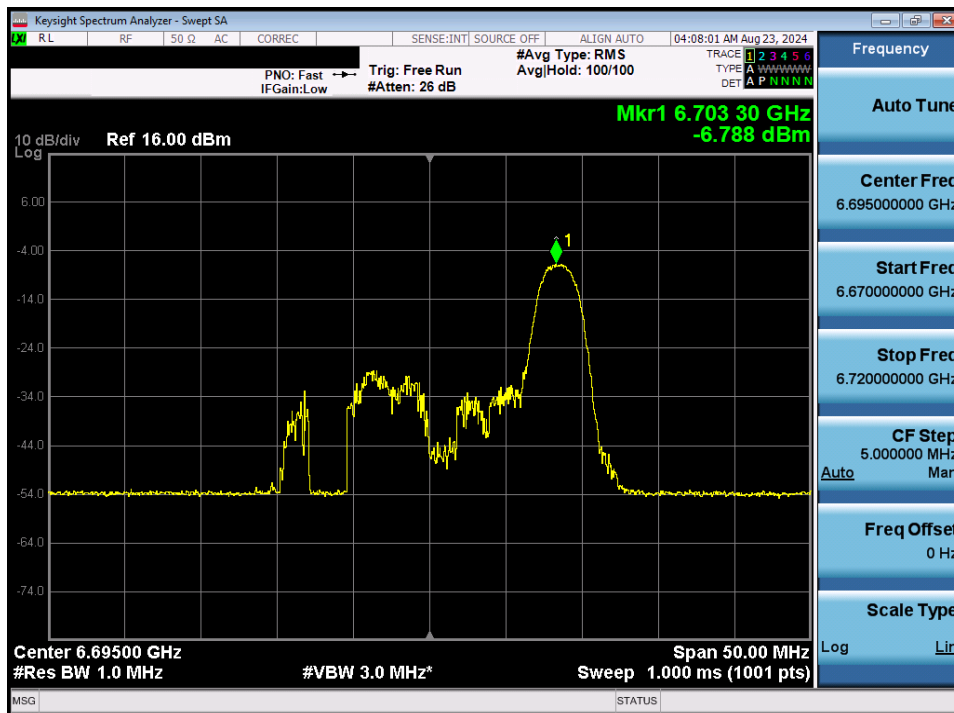 Keysight Spectrum Analyzer - Swept SA
LXI RL RF 50 Ω AC CORREC SENSE:INT SOURCE OFF ALIGN AUTO 04:08:01 AM Aug 23, 2024
PNO: Fast Trig: Free Run #Avg Type: RMS TRACE 1 2 3 4 5 6
IFGain:Low #Atten: 26 dB Avg|Hold: 100/100 TYPE A WWWWW
DET A P N N N N
Mkr1 6.703 30 GHz
-6.788 dBm
10 dB/div Ref 16.00 dBm
Log
1
6.00
-4.00
-14.0
-24.0
-34.0
-44.0
-54.0
-64.0
-74.0
Center 6.69500 GHz Span 50.00 MHz
#Res BW 1.0 MHz #VBW 3.0 MHz* Sweep 1.000 ms (1001 pts)
MSG STATUS
Frequency
Auto Tune
Center Freq
6.695000000 GHz
Start Freq
6.670000000 GHz
Stop Freq
6.720000000 GHz
CF Step
5.000000 MHz
Auto Man
Freq Offset
0 Hz
Scale Type
Log Lin